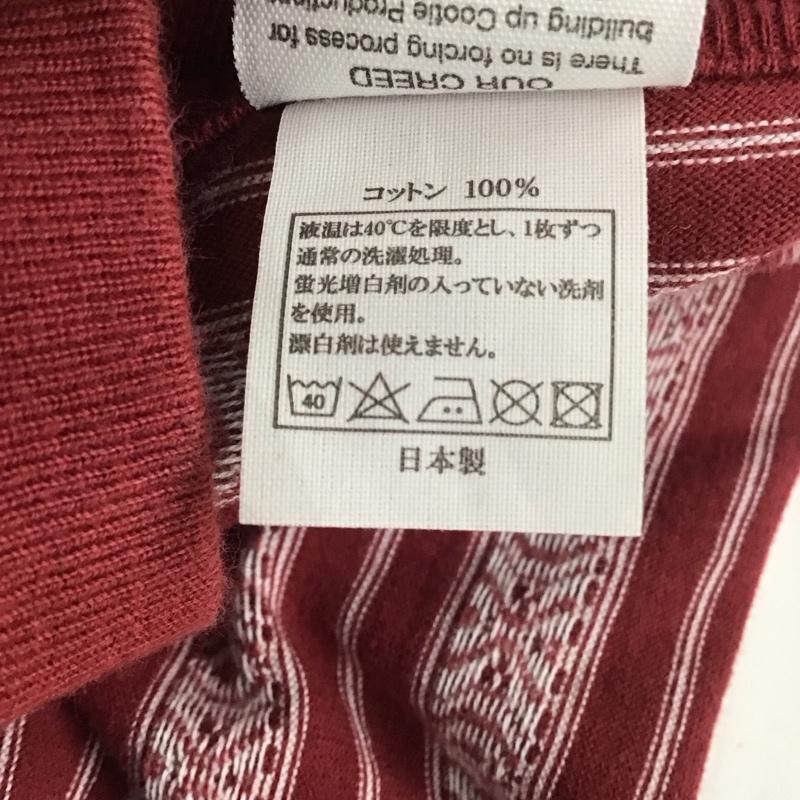 OUR CREED
There is no forcing process for
building up Cootie Productions
コットン 100%
液温は40℃を限度とし、1枚ずつ
通常の洗濯処理。
蛍光増白剤の入っていない洗剤
を使用。
漂白剤は使えません。
40
日本製